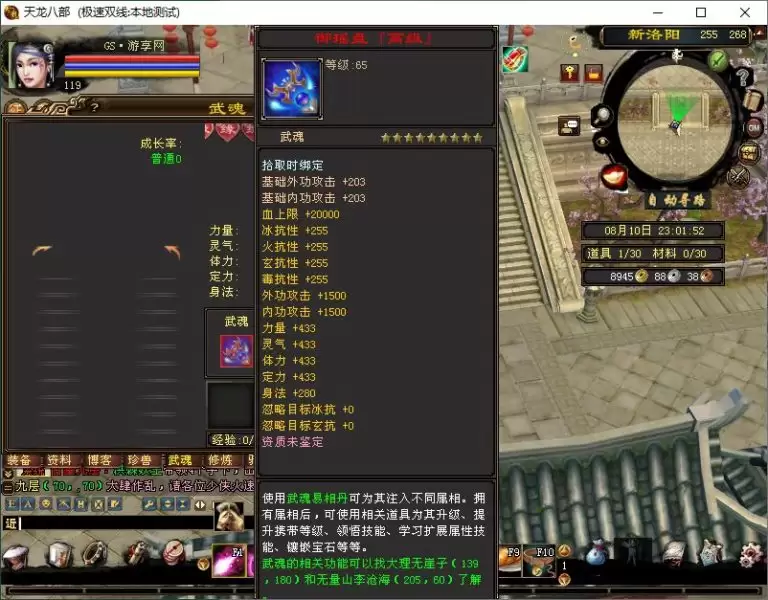 天龙八部 (极速双线:本地测试)
GS·游享网
119
武魂
成长率:
普通0
缘
力量:
灵气:
体力:
定力:
身法:
武魂
经验:0/
装备 资料 博客 珍兽 武魂 修炼
九层(70,70)大肆作乱，请各位少侠火速
近
御摇盘「高级」
等级:65
武魂
拾取时绑定
基础外功攻击 +203
基础内功攻击 +203
血上限 +20000
冰抗性 +255
火抗性 +255
玄抗性 +255
毒抗性 +255
外功攻击 +1500
内功攻击 +1500
力量 +433
灵气 +433
体力 +433
定力 +433
身法 +280
忽略目标冰抗 +0
忽略目标玄抗 +0
资质未鉴定
使用武魂易相丹可为其注入不同属相。拥
有属相后，可使用相关道具为其升级、提
升携带等级、领悟技能、学习扩展属性技
能、镶嵌宝石等等。
武魂的相关功能可以找大理无崖子(139
,180)和无量山李沧海(205,60)了解
新洛阳 255 268
自动寻路
08月10日 23:01:52
道具 1/30 材料 0/30
8945 88 38
F1
F9
F10
1